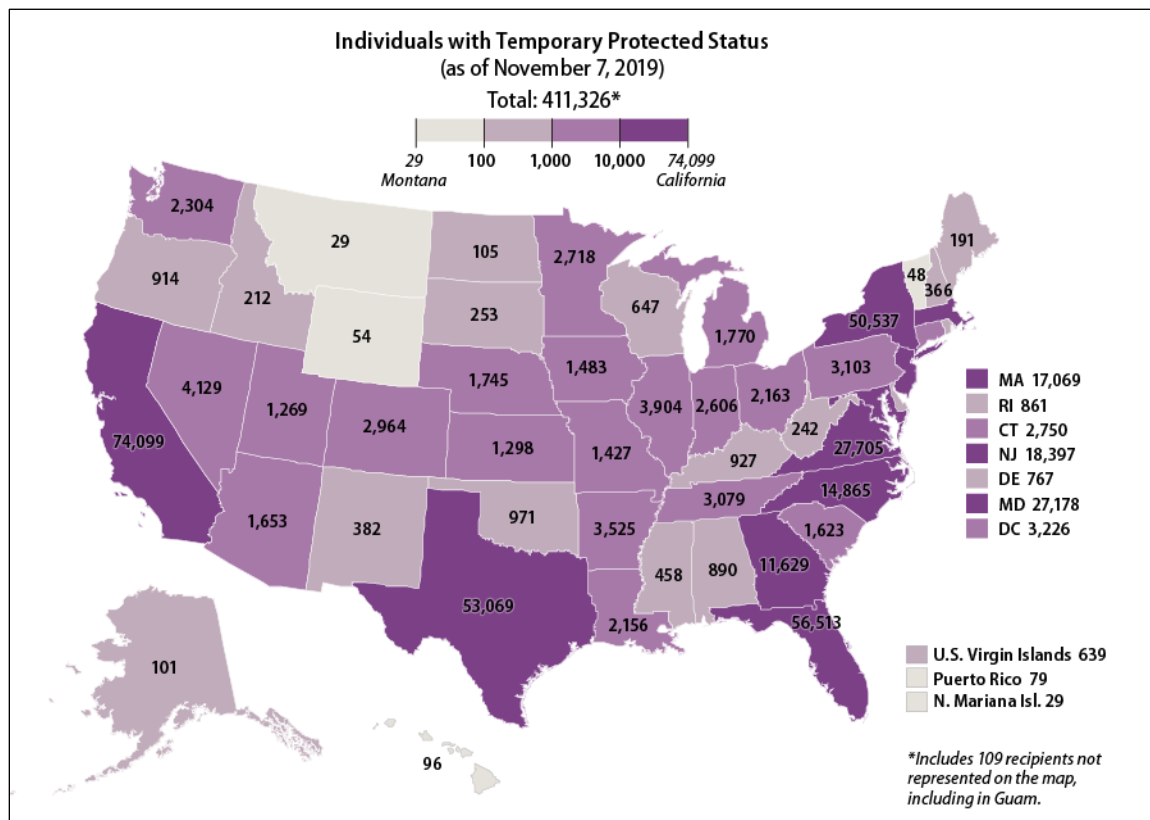 Individuals with Temporary Protected Status
(as of November 7, 2019)
Total: 411,326*
29
100
1,000
10,000
74,099
Montana
California
2,304
29
105
2,718
191
914
212
253
647
48
366
54
50,537
1,770
4,129
1,745
1,483
3,103
1,269
2,964
3,904
2,606
2,163
242
74,099
1,298
1,427
927
27,705
1,653
382
971
3,525
3,079
14,865
1,623
458
890
11,629
53,069
2,156
56,513
101
96
MA 17,069
RI 861
CT 2,750
NJ 18,397
DE 767
MD 27,178
DC 3,226
U.S. Virgin Islands 639
Puerto Rico 79
N. Mariana Isl. 29
*Includes 109 recipients not
represented on the map,
including in Guam.